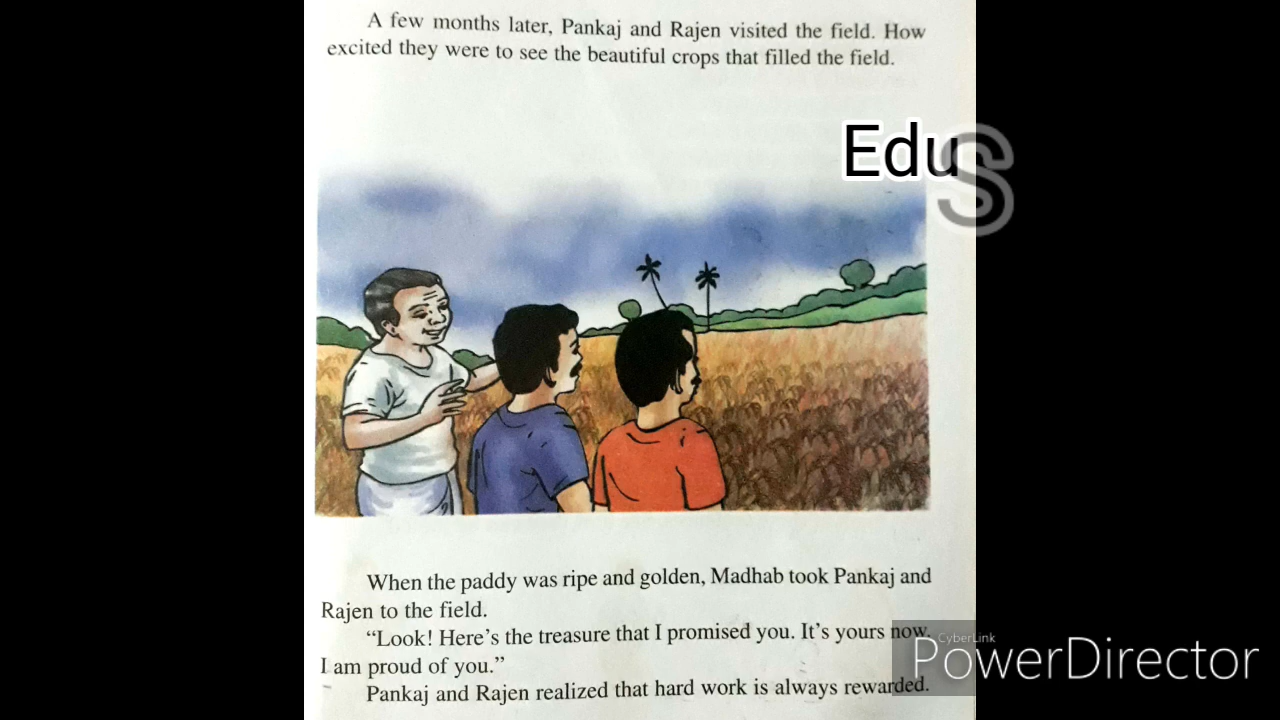 A few months later, Pankaj and Rajen visited the field. How
excited they were to see the beautiful crops that filled the field.
Edu
S
When the paddy was ripe and golden, Madhab took Pankaj and
Rajen to the field.
“Look! Here’s the treasure that I promised you. It’s yours now.
I am proud of you.”
CyberLink
PowerDirector
Pankaj and Rajen realized that hard work is always rewarded.